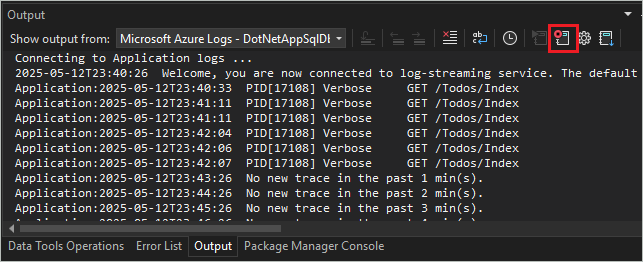 Output
Show output from: Microsoft Azure Logs - DotNetAppSqlDb
Connecting to Application logs ...
2025-05-12T23:40:26  Welcome, you are now connected to log-streaming service. The default
Application:2025-05-12T23:40:33  PID[17108] Verbose     GET /Todos/Index
Application:2025-05-12T23:41:11  PID[17108] Verbose     GET /Todos/Index
Application:2025-05-12T23:41:11  PID[17108] Verbose     GET /Todos/Index
Application:2025-05-12T23:42:04  PID[17108] Verbose     GET /Todos/Index
Application:2025-05-12T23:42:06  PID[17108] Verbose     GET /Todos/Index
Application:2025-05-12T23:42:07  PID[17108] Verbose     GET /Todos/Index
Application:2025-05-12T23:43:26  No new trace in the past 1 min(s).
Application:2025-05-12T23:44:26  No new trace in the past 2 min(s).
Application:2025-05-12T23:45:26  No new trace in the past 3 min(s).
Data Tools Operations  Error List  Output  Package Manager Console